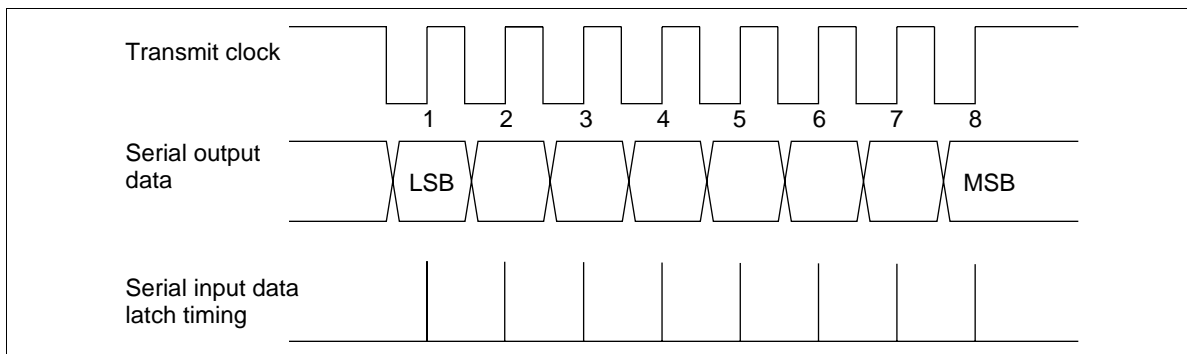 Transmit clock
1 2 3 4 5 6 7 8
Serial output
data
LSB MSB
Serial input data
latch timing